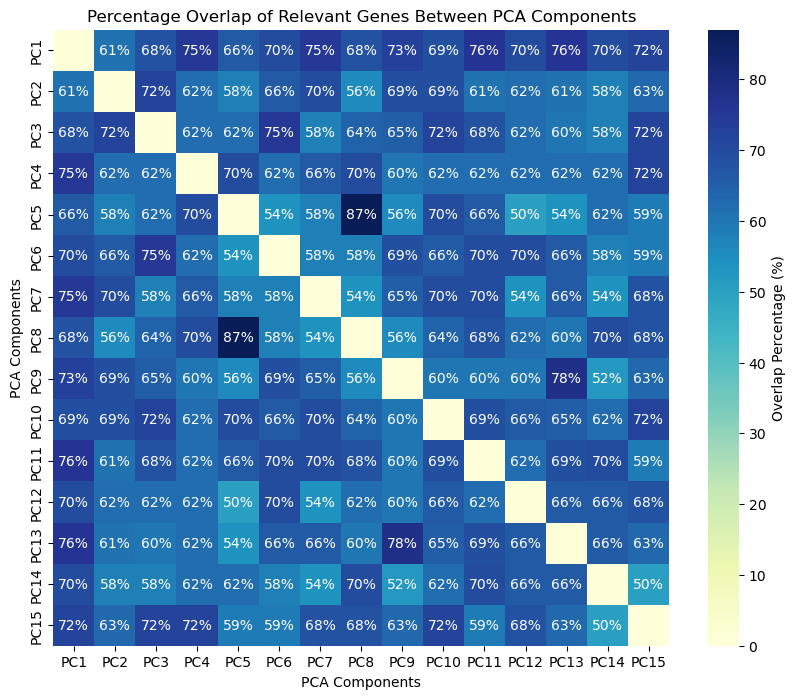 Percentage Overlap of Relevant Genes Between PCA Components
PC1 61% 68% 75% 66% 70% 75% 68% 73% 69% 76% 70% 76% 70% 72%
PC2 61% 72% 62% 58% 66% 70% 56% 69% 69% 61% 62% 61% 58% 63%
PC3 68% 72% 62% 62% 75% 58% 64% 65% 72% 68% 62% 60% 58% 72%
PC4 75% 62% 62% 70% 62% 66% 70% 60% 62% 62% 62% 62% 62% 72%
PC5 66% 58% 62% 70% 54% 58% 87% 56% 70% 66% 50% 54% 62% 59%
PC6 70% 66% 75% 62% 54% 58% 58% 69% 66% 70% 70% 66% 58% 59%
PC7 75% 70% 58% 66% 58% 58% 54% 65% 70% 70% 54% 66% 54% 68%
PC8 68% 56% 64% 70% 87% 58% 54% 56% 64% 68% 62% 60% 70% 68%
PC9 73% 69% 65% 60% 56% 69% 65% 56% 60% 60% 60% 78% 52% 63%
PC10 69% 69% 72% 62% 70% 66% 70% 64% 60% 69% 66% 65% 62% 72%
PC11 76% 61% 68% 62% 66% 70% 70% 68% 60% 69% 62% 69% 70% 59%
PC12 70% 62% 62% 62% 50% 70% 54% 62% 60% 66% 62% 66% 66% 68%
PC13 76% 61% 60% 62% 54% 66% 66% 60% 78% 65% 69% 66% 66% 63%
PC14 70% 58% 58% 62% 62% 58% 54% 70% 52% 62% 70% 66% 66% 50%
PC15 72% 63% 72% 72% 59% 59% 68% 68% 63% 72% 59% 68% 63% 50%
PC1 PC2 PC3 PC4 PC5 PC6 PC7 PC8 PC9 PC10 PC11 PC12 PC13 PC14 PC15
PCA Components
PCA Components
80
70
60
50
40
30
20
10
0
Overlap Percentage (%)